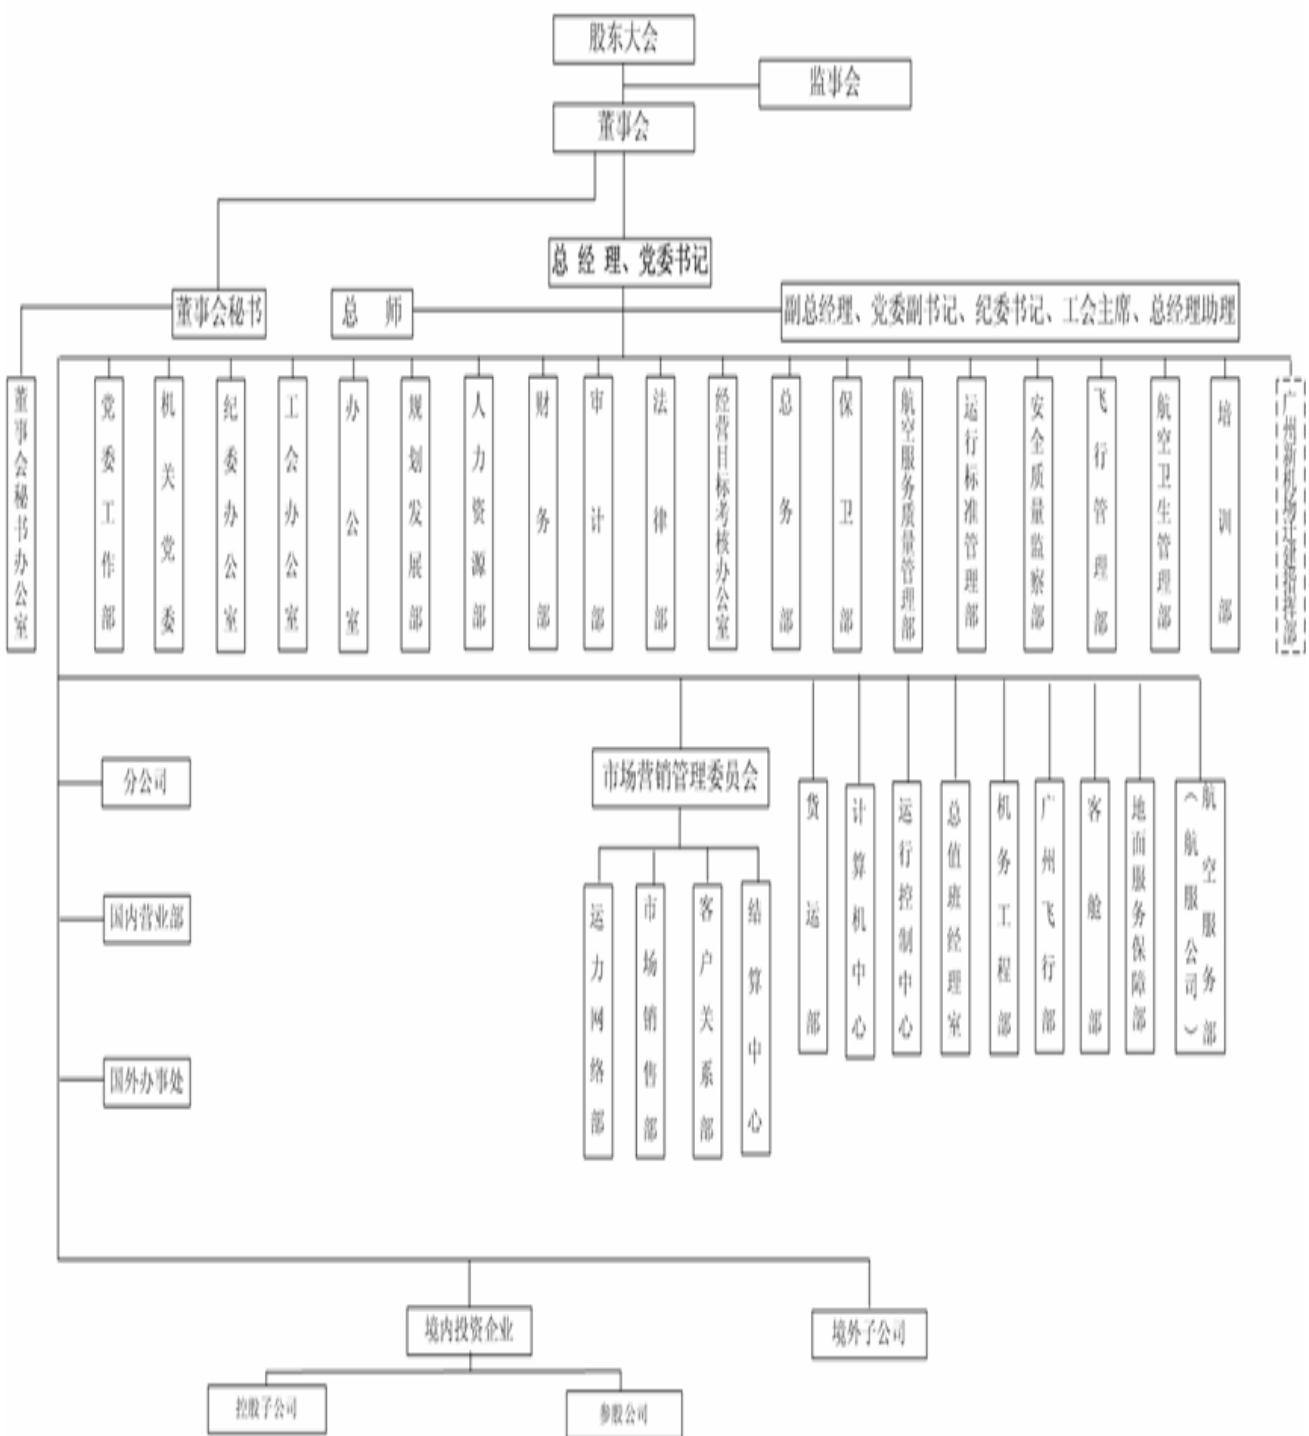 股东大会
监事会
董事会
总 经 理、党委书记
董事会秘书
总 师
副总经理、党委副书记、纪委书记、工会主席、总经理助理
董事会秘书办公室
党委工作部
机关党委
纪委办公室
工会办公室
办公室
规划发展部
人力资源部
财务部
审计部
法律部
经营目标考核办公室
总务部
保卫部
航空服务质量管理部
运行标准管理部
安全质量监察部
飞行管理部
航空卫生管理部
培训部
广州新机场迁建指挥部
分公司
国内营业部
国外办事处
市场营销管理委员会
运力网络部
市场销售部
客户关系部
结算中心
货运部
计算机中心
运行控制中心
总值班经理室
机务工程部
广州飞行部
客舱部
地面服务保障部
航空服务部
（航服公司）
境内投资企业
境外子公司
控股子公司
参股公司